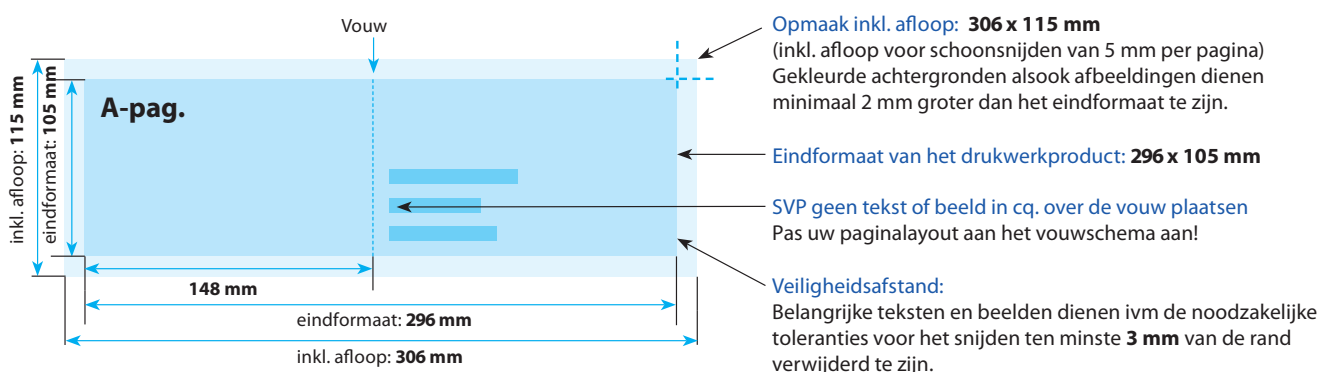 Vouw
A-pag.
inkl. afloop: 115 mm
eindformaat: 105 mm
148 mm
eindformaat: 296 mm
inkl. afloop: 306 mm
Opmaak inkl. afloop: 306 x 115 mm
(inkl. afloop voor schoonsnijden van 5 mm per pagina)
Gekleurde achtergronden alsook afbeeldingen dienen
minimaal 2 mm groter dan het eindformaat te zijn.
Eindformaat van het drukwerkproduct: 296 x 105 mm
SVP geen tekst of beeld in cq. over de vouw plaatsen
Pas uw paginalayout aan het vouwschema aan!
Veiligheidsafstand:
Belangrijke teksten en beelden dienen ivm de noodzakelijke
toleranties voor het snijden ten minste 3 mm van de rand
verwijderd te zijn.